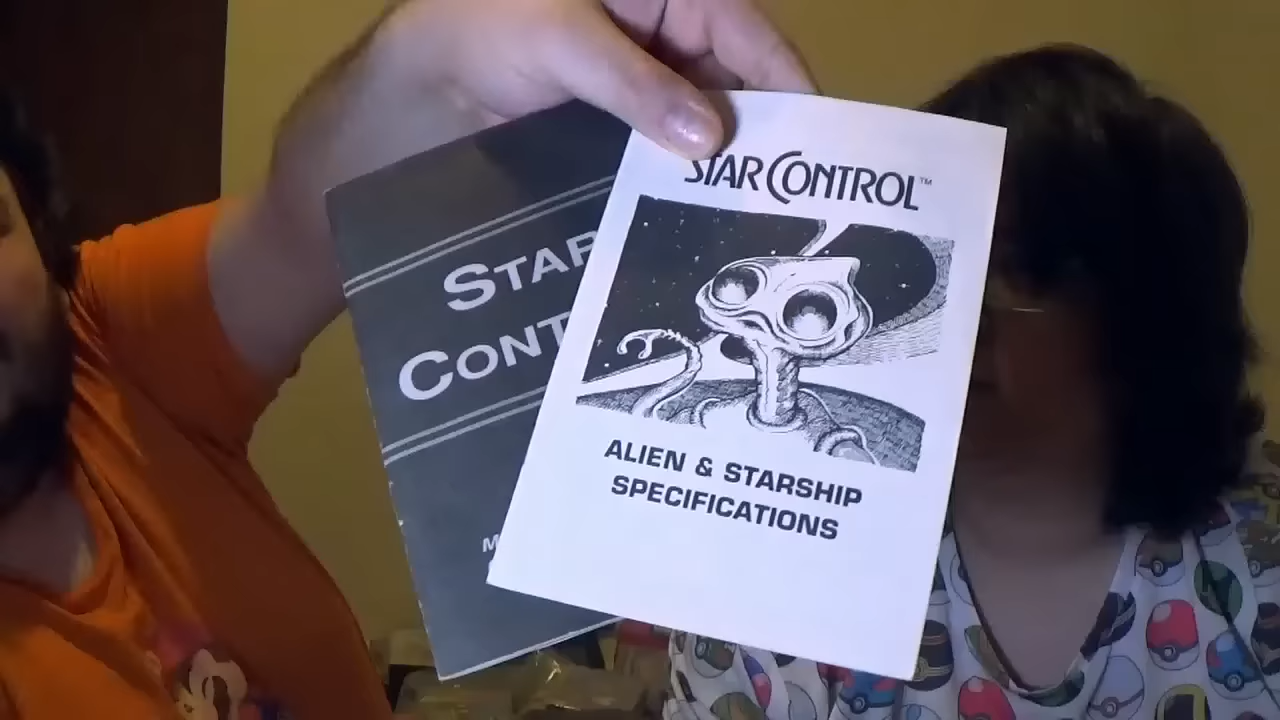 STAR CONTROL™
ALIEN & STARSHIP
SPECIFICATIONS
STAR
CONT
M